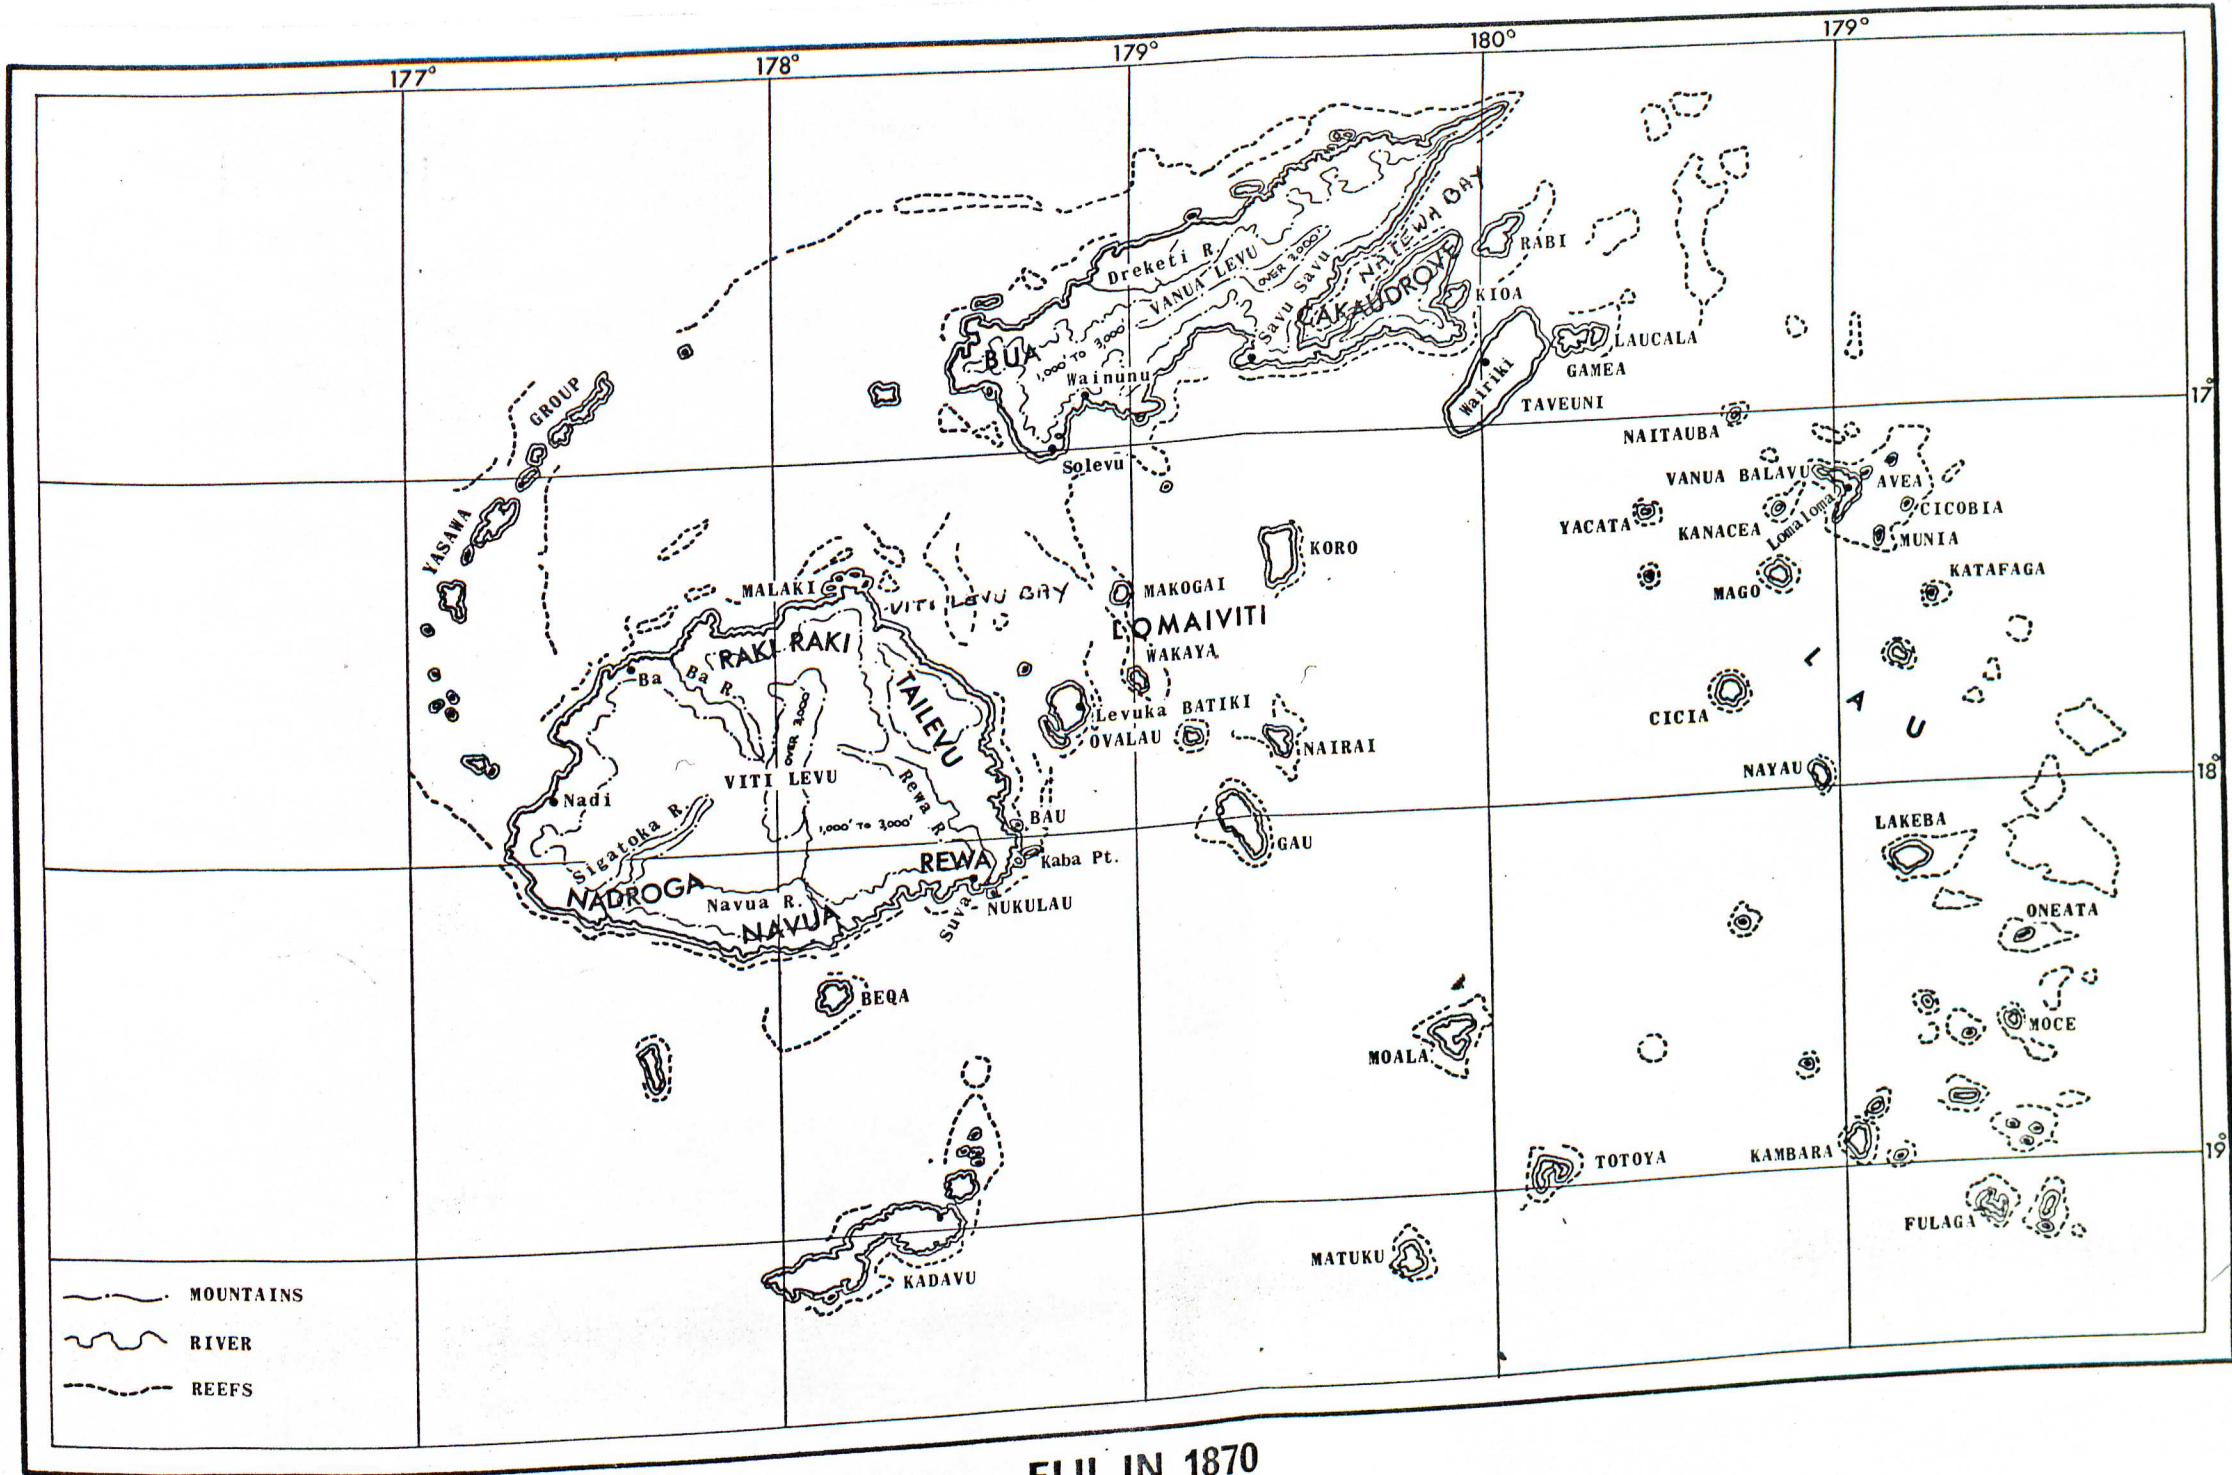 177°
178°
179°
180°
179°
17°
18°
19°
NATEWA BAY
RABI
Dreketi R.
VANUA LEVU
OVER 3,000'
Savu Savu
CAKAUDROVE
KIOA
BUA
1,000' TO 3,000'
Wainunu
Solevu
LAUCALA
GAMEA
Wairiki
TAVEUNI
NAITAUBA
VANUA BALAVU
AVEA
CICOBIA
YACATA
KANACEA
Lomaloma
MUNIA
MAGO
KATAFAGA
YASAWA GROUP
KORO
MALAKI
VITI LEVU BAY
MAKOGAI
LOMAIVITI
WAKAYA
RAKI RAKI
Ba
Ba R.
TAILEVU
OVER 3,000'
Levuka
BATIKI
OVALAU
NAIRAI
CICIA
LAU
NAYAU
VITI LEVU
Nadi
Sigatoka R.
Rewa R.
1,000' TO 3,000'
BAU
GAU
LAKEBA
REWA
Kaba Pt.
NADROGA
Navua R.
NAVUA
Suva
NUKULAU
ONEATA
BEQA
MOALA
MOCE
TOTOYA
KAMBARA
FULAGA
MATUKU
KADAVU
MOUNTAINS
RIVER
REEFS
FIJI IN 1870